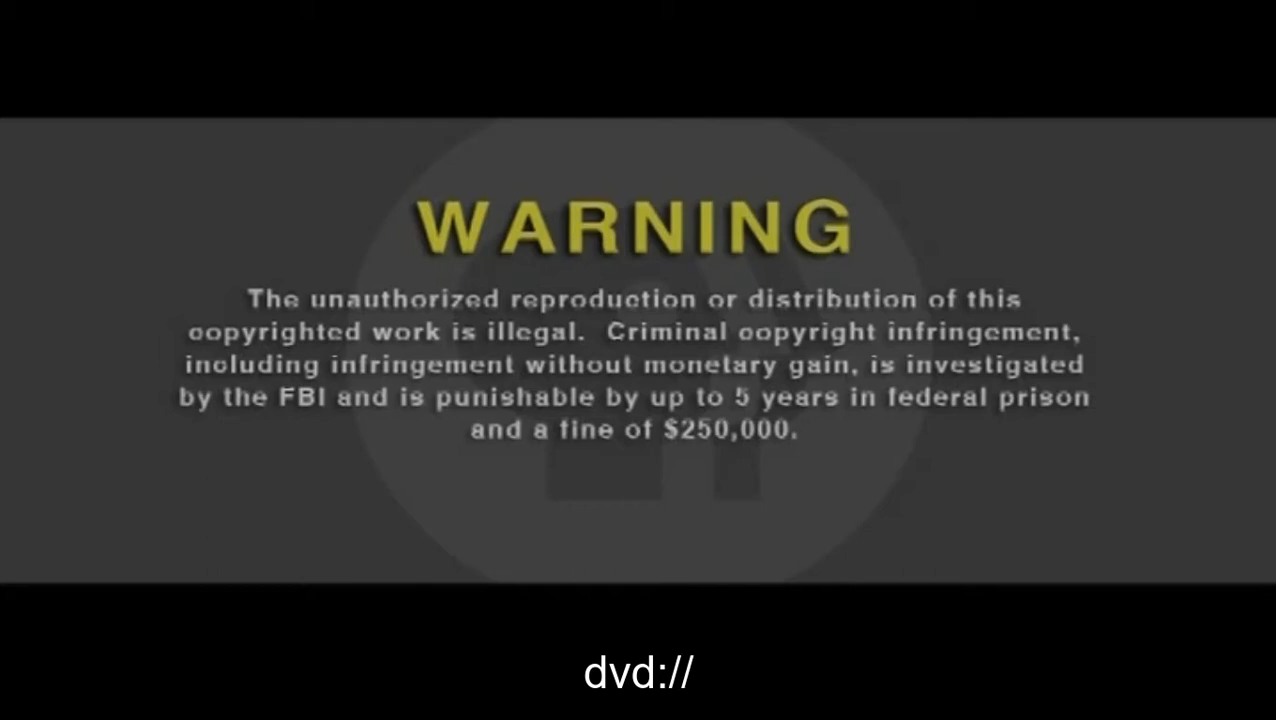 WARNING
The unauthorized reproduction or distribution of this
copyrighted work is illegal. Criminal copyright infringement,
including infringement without monetary gain, is investigated
by the FBI and is punishable by up to 5 years in federal prison
and a fine of $250,000.
dvd://